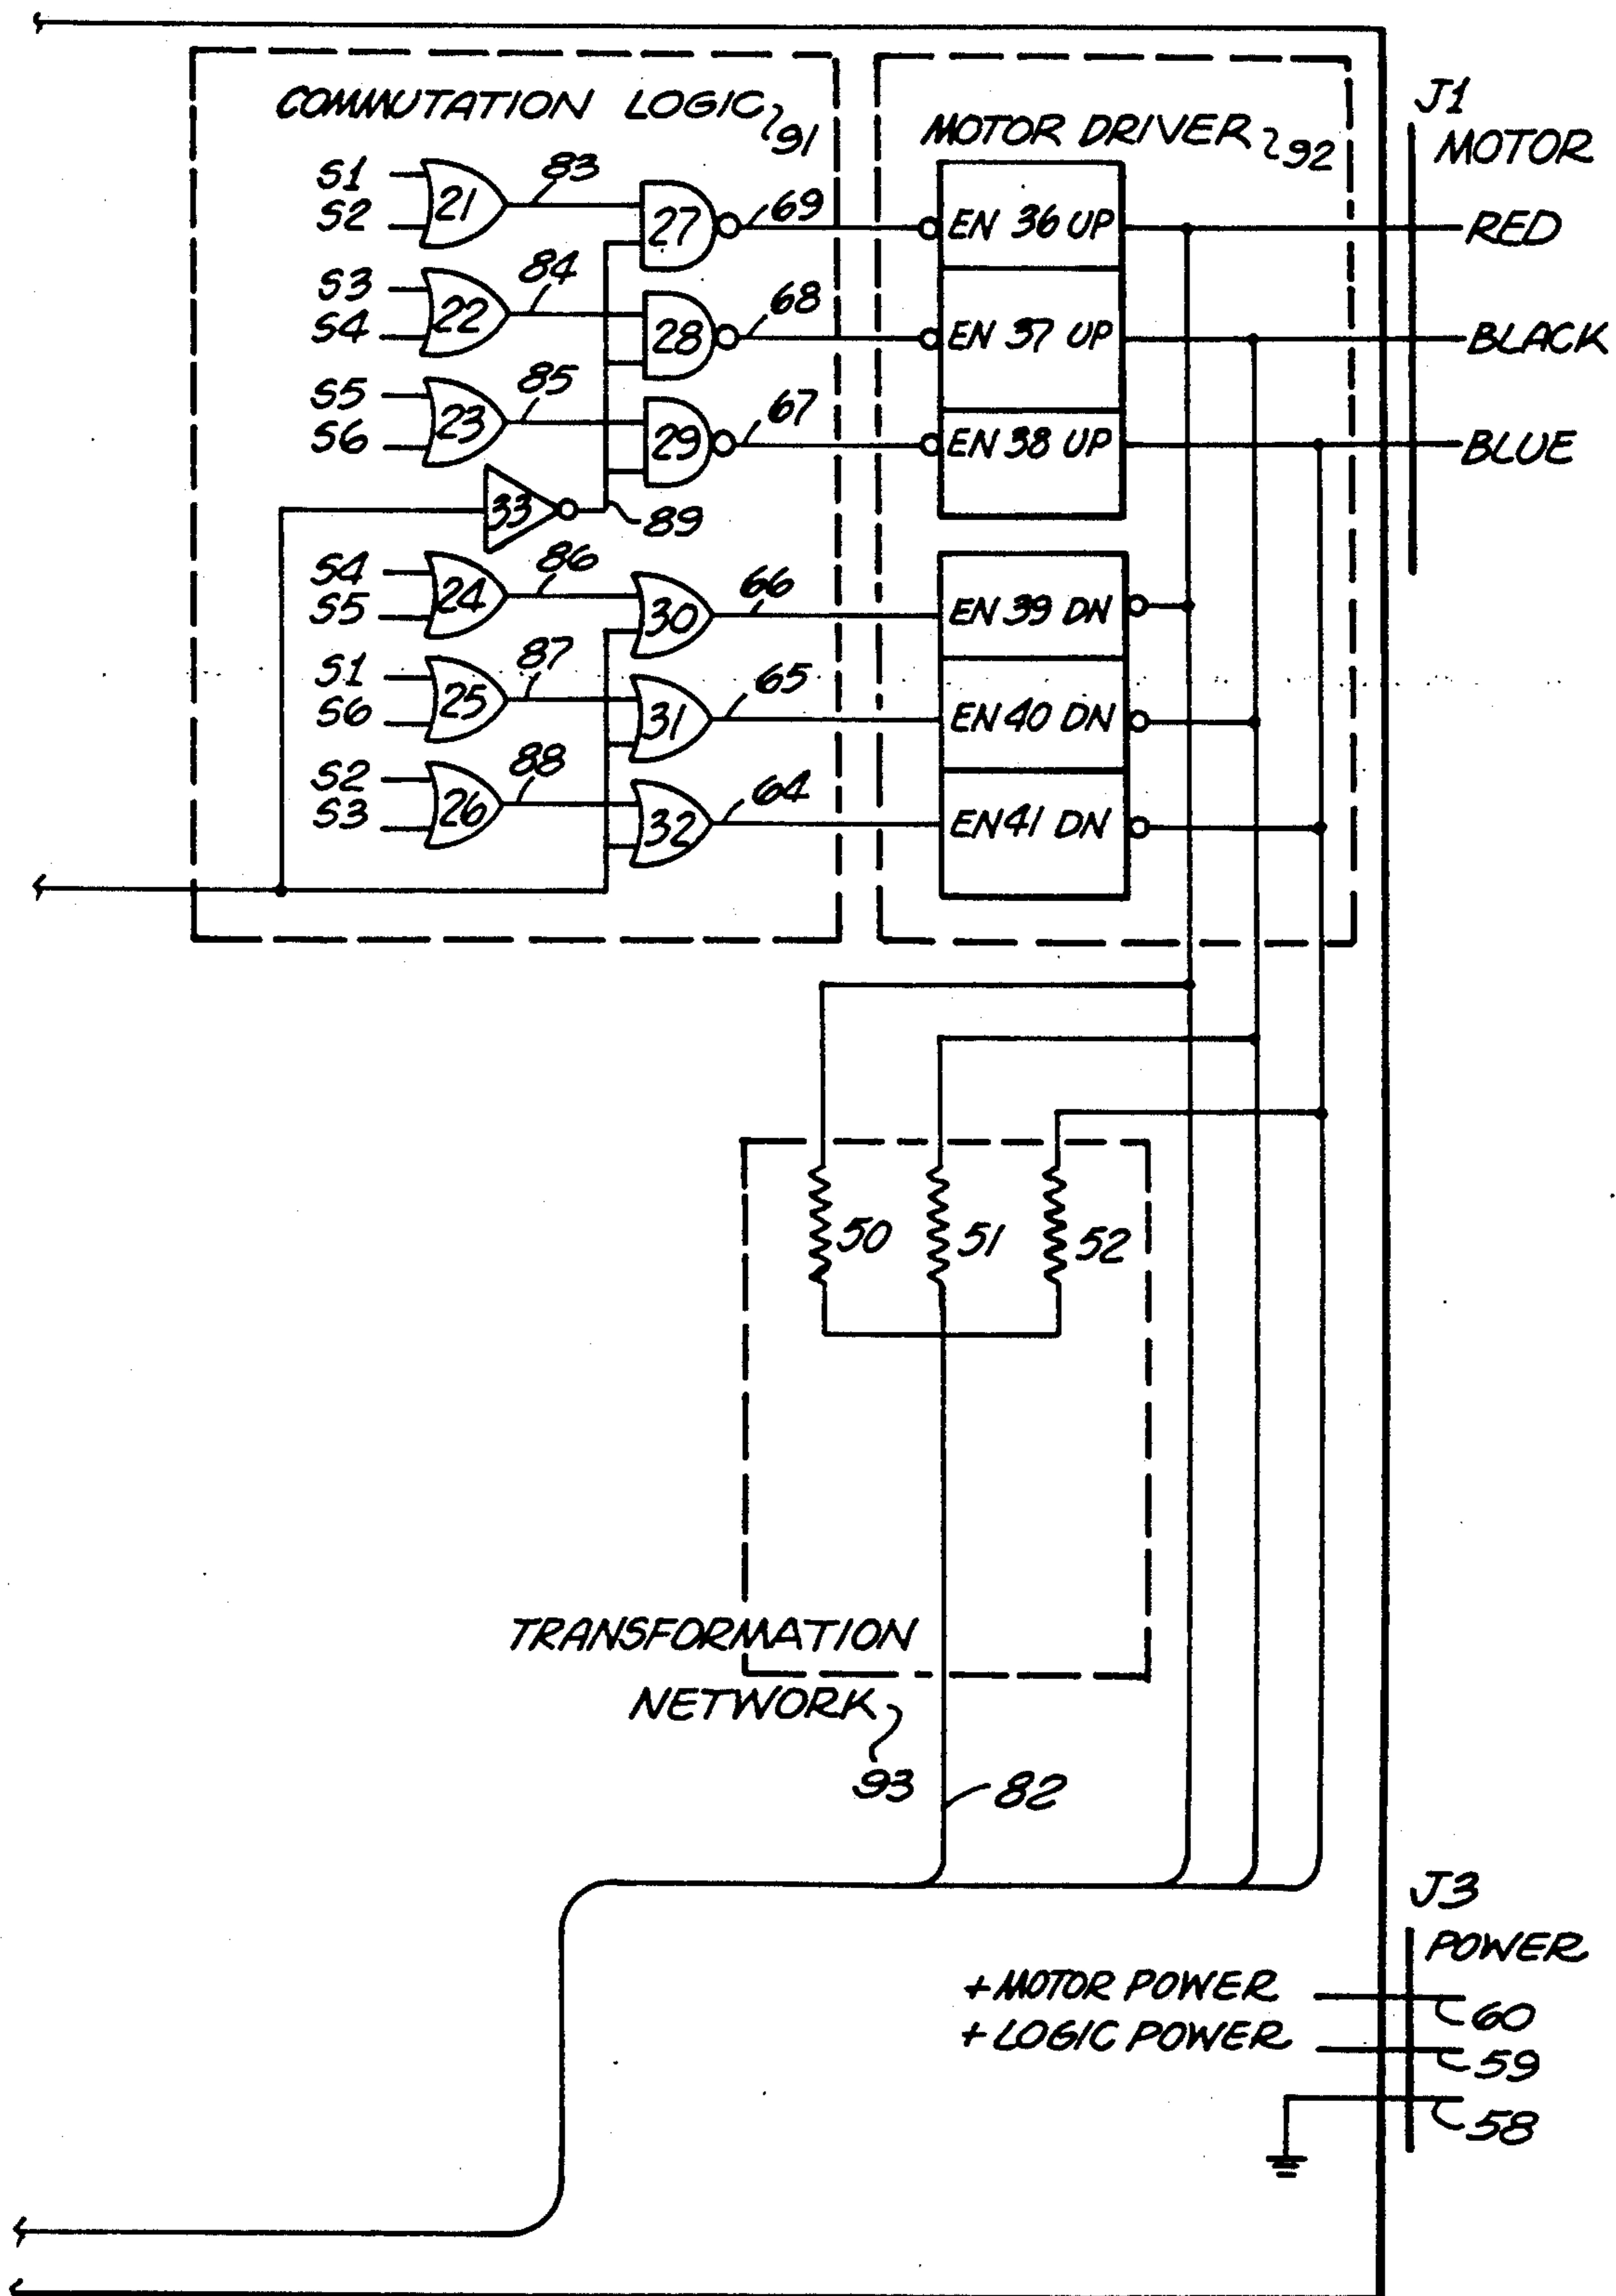 COMMUTATION LOGIC 91
MOTOR DRIVER 92
J1
MOTOR
S1
S2
21
83
27
69
EN 36 UP
RED
S3
S4
22
84
28
68
EN 37 UP
BLACK
S5
S6
23
85
29
67
EN 38 UP
BLUE
33
89
S4
S5
24
86
30
66
EN 39 DN
S1
S6
25
87
31
65
EN 40 DN
S2
S3
26
88
32
64
EN 41 DN
50
51
52
TRANSFORMATION
NETWORK
93
82
J3
POWER
+ MOTOR POWER
60
+ LOGIC POWER
59
58